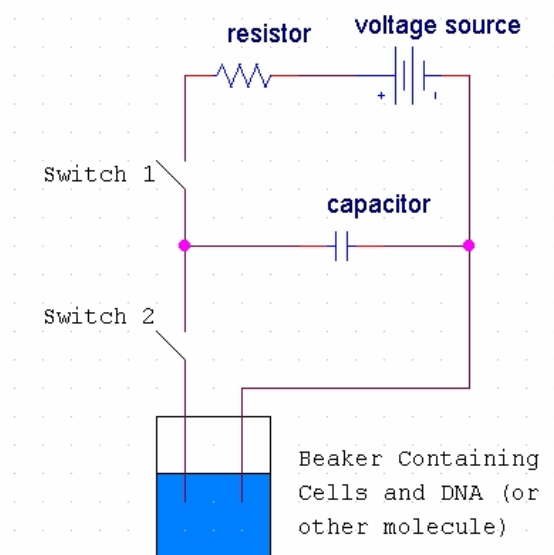 resistor
voltage source
+
Switch 1
capacitor
Switch 2
Beaker Containing
Cells and DNA (or
other molecule)